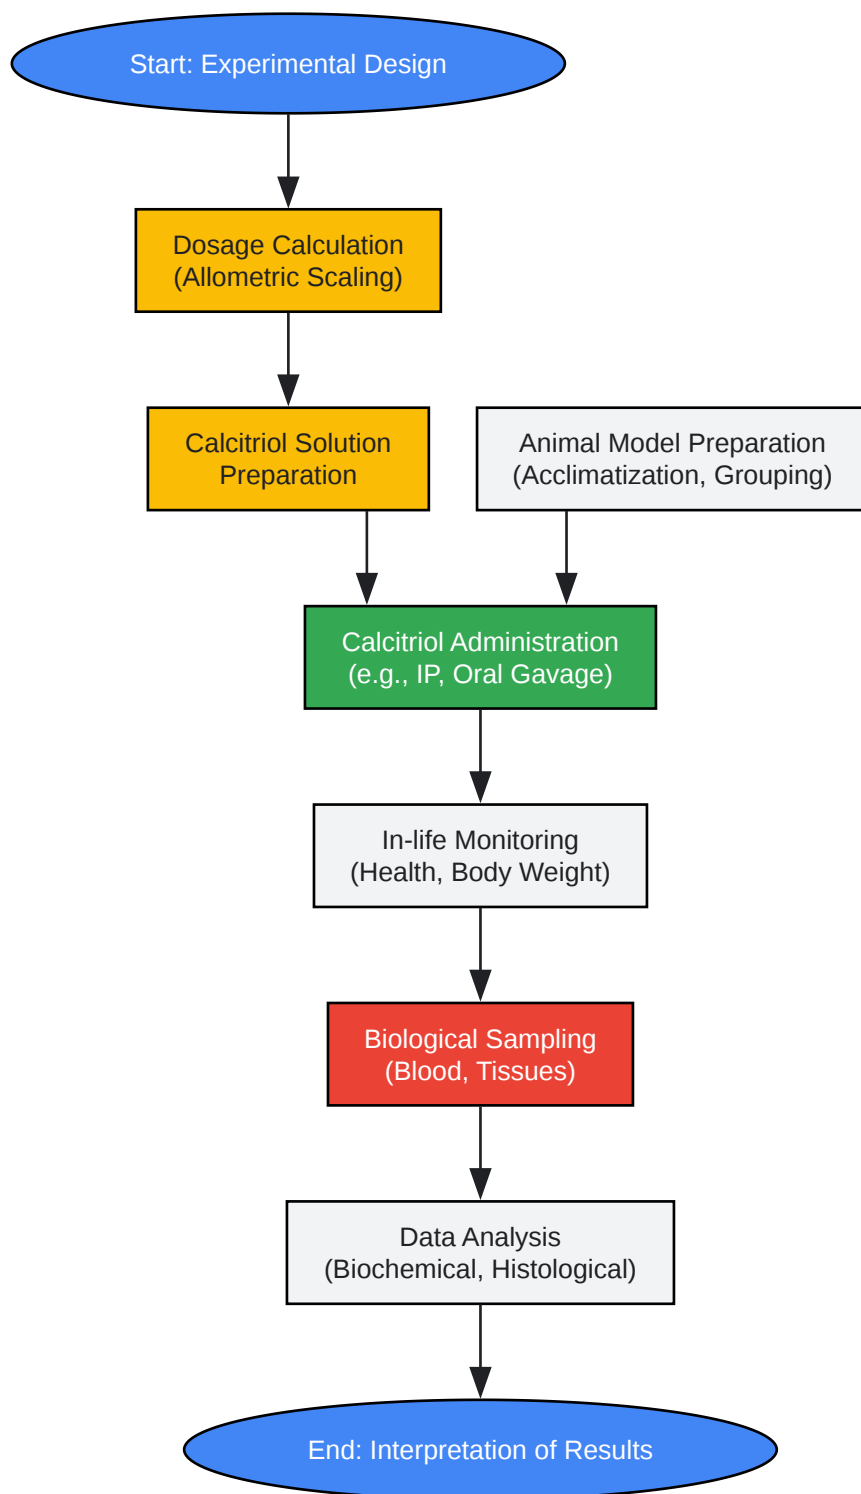 Start: Experimental Design
Dosage Calculation
(Allometric Scaling)
Calcitriol Solution
Preparation
Animal Model Preparation
(Acclimatization, Grouping)
Calcitriol Administration
(e.g., IP, Oral Gavage)
In-life Monitoring
(Health, Body Weight)
Biological Sampling
(Blood, Tissues)
Data Analysis
(Biochemical, Histological)
End: Interpretation of Results